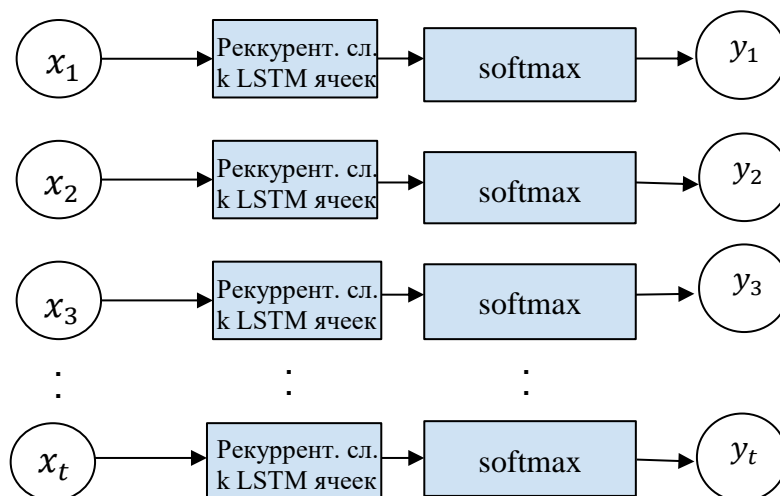 x₁
Реккурент. сл.
k LSTM ячеек
softmax
y₁
x₂
Реккурент. сл.
k LSTM ячеек
softmax
y₂
x₃
Рекуррент. сл.
k LSTM ячеек
softmax
y₃
:
:
:
xₜ
Рекуррент. сл.
k LSTM ячеек
softmax
yₜ